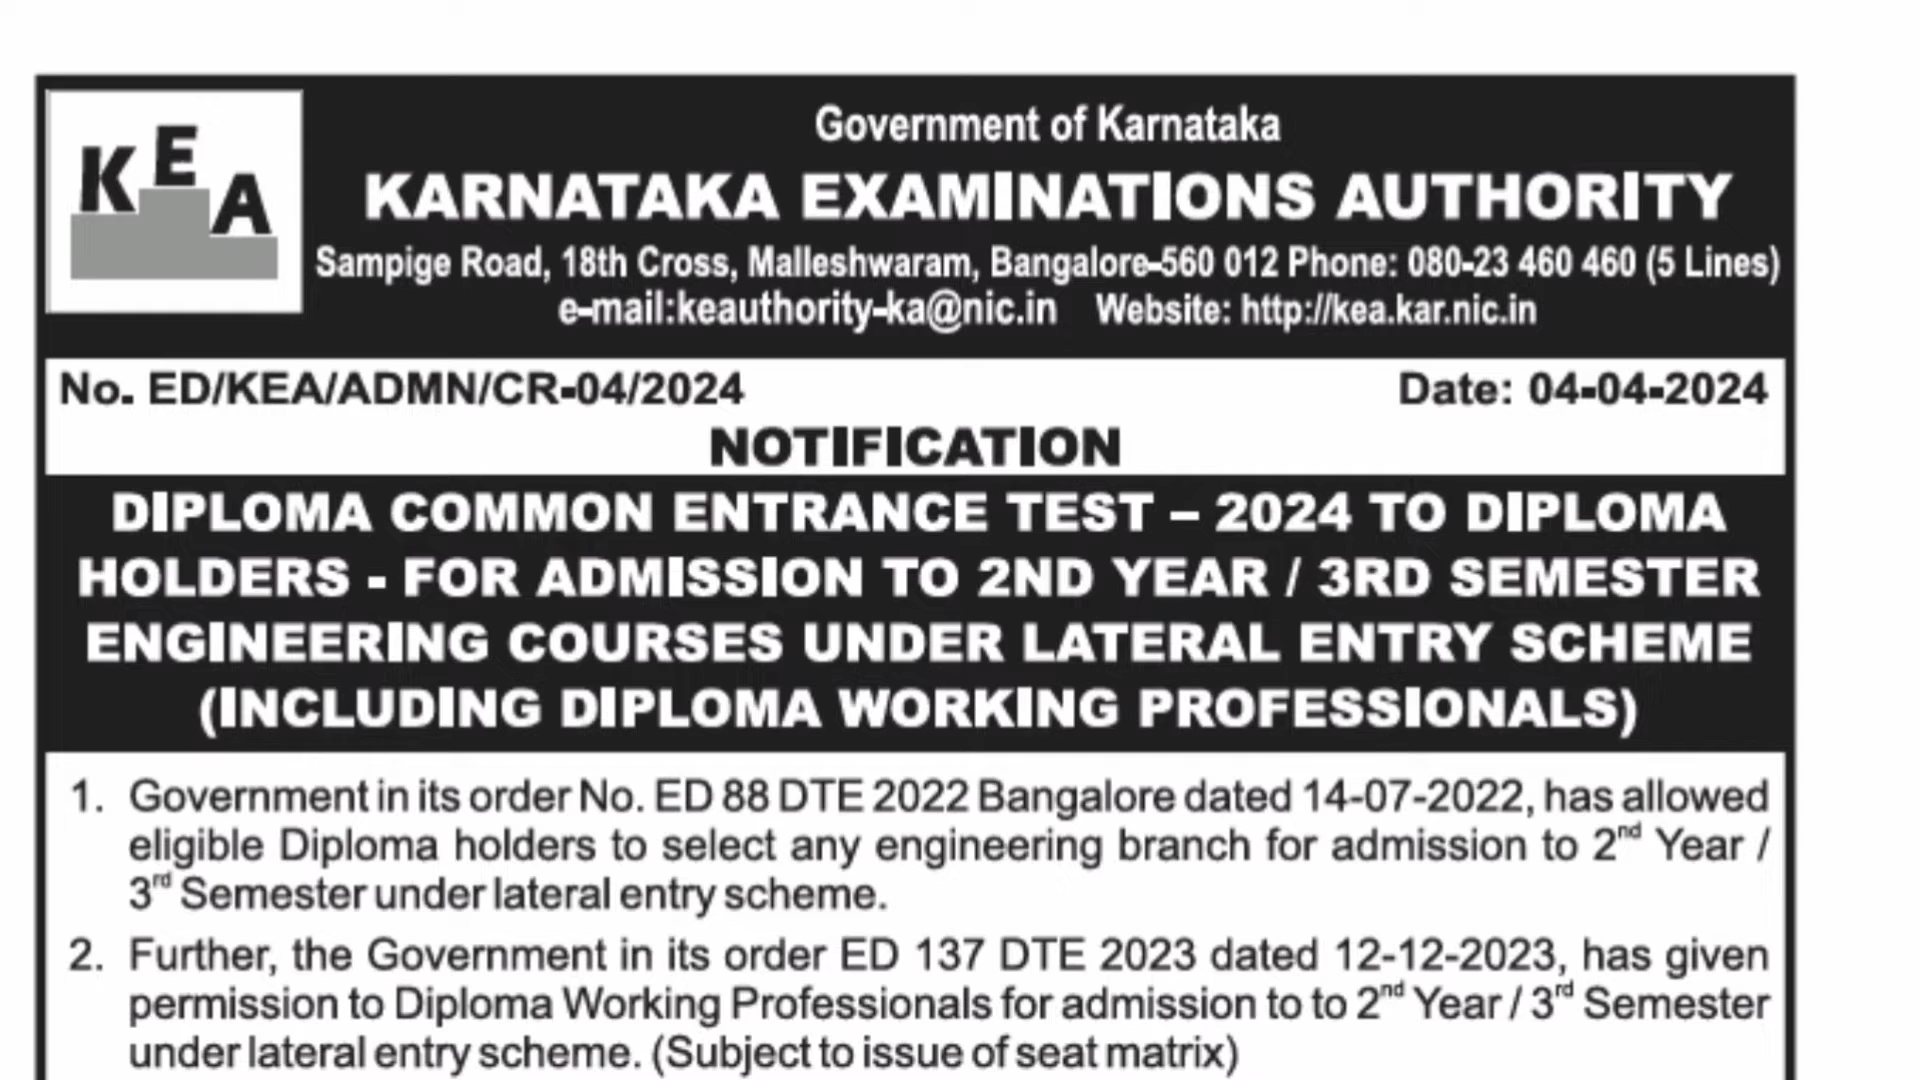 KEA
Government of Karnataka
KARNATAKA EXAMINATIONS AUTHORITY
Sampige Road, 18th Cross, Malleshwaram, Bangalore-560 012 Phone: 080-23 460 460 (5 Lines)
e-mail:keauthority-ka@nic.in Website: http://kea.kar.nic.in
No. ED/KEA/ADMN/CR-04/2024 Date: 04-04-2024
NOTIFICATION
DIPLOMA COMMON ENTRANCE TEST – 2024 TO DIPLOMA
HOLDERS - FOR ADMISSION TO 2ND YEAR / 3RD SEMESTER
ENGINEERING COURSES UNDER LATERAL ENTRY SCHEME
(INCLUDING DIPLOMA WORKING PROFESSIONALS)
1. Government in its order No. ED 88 DTE 2022 Bangalore dated 14-07-2022, has allowed
eligible Diploma holders to select any engineering branch for admission to 2nd Year /
3rd Semester under lateral entry scheme.
2. Further, the Government in its order ED 137 DTE 2023 dated 12-12-2023, has given
permission to Diploma Working Professionals for admission to to 2nd Year / 3rd Semester
under lateral entry scheme. (Subject to issue of seat matrix)